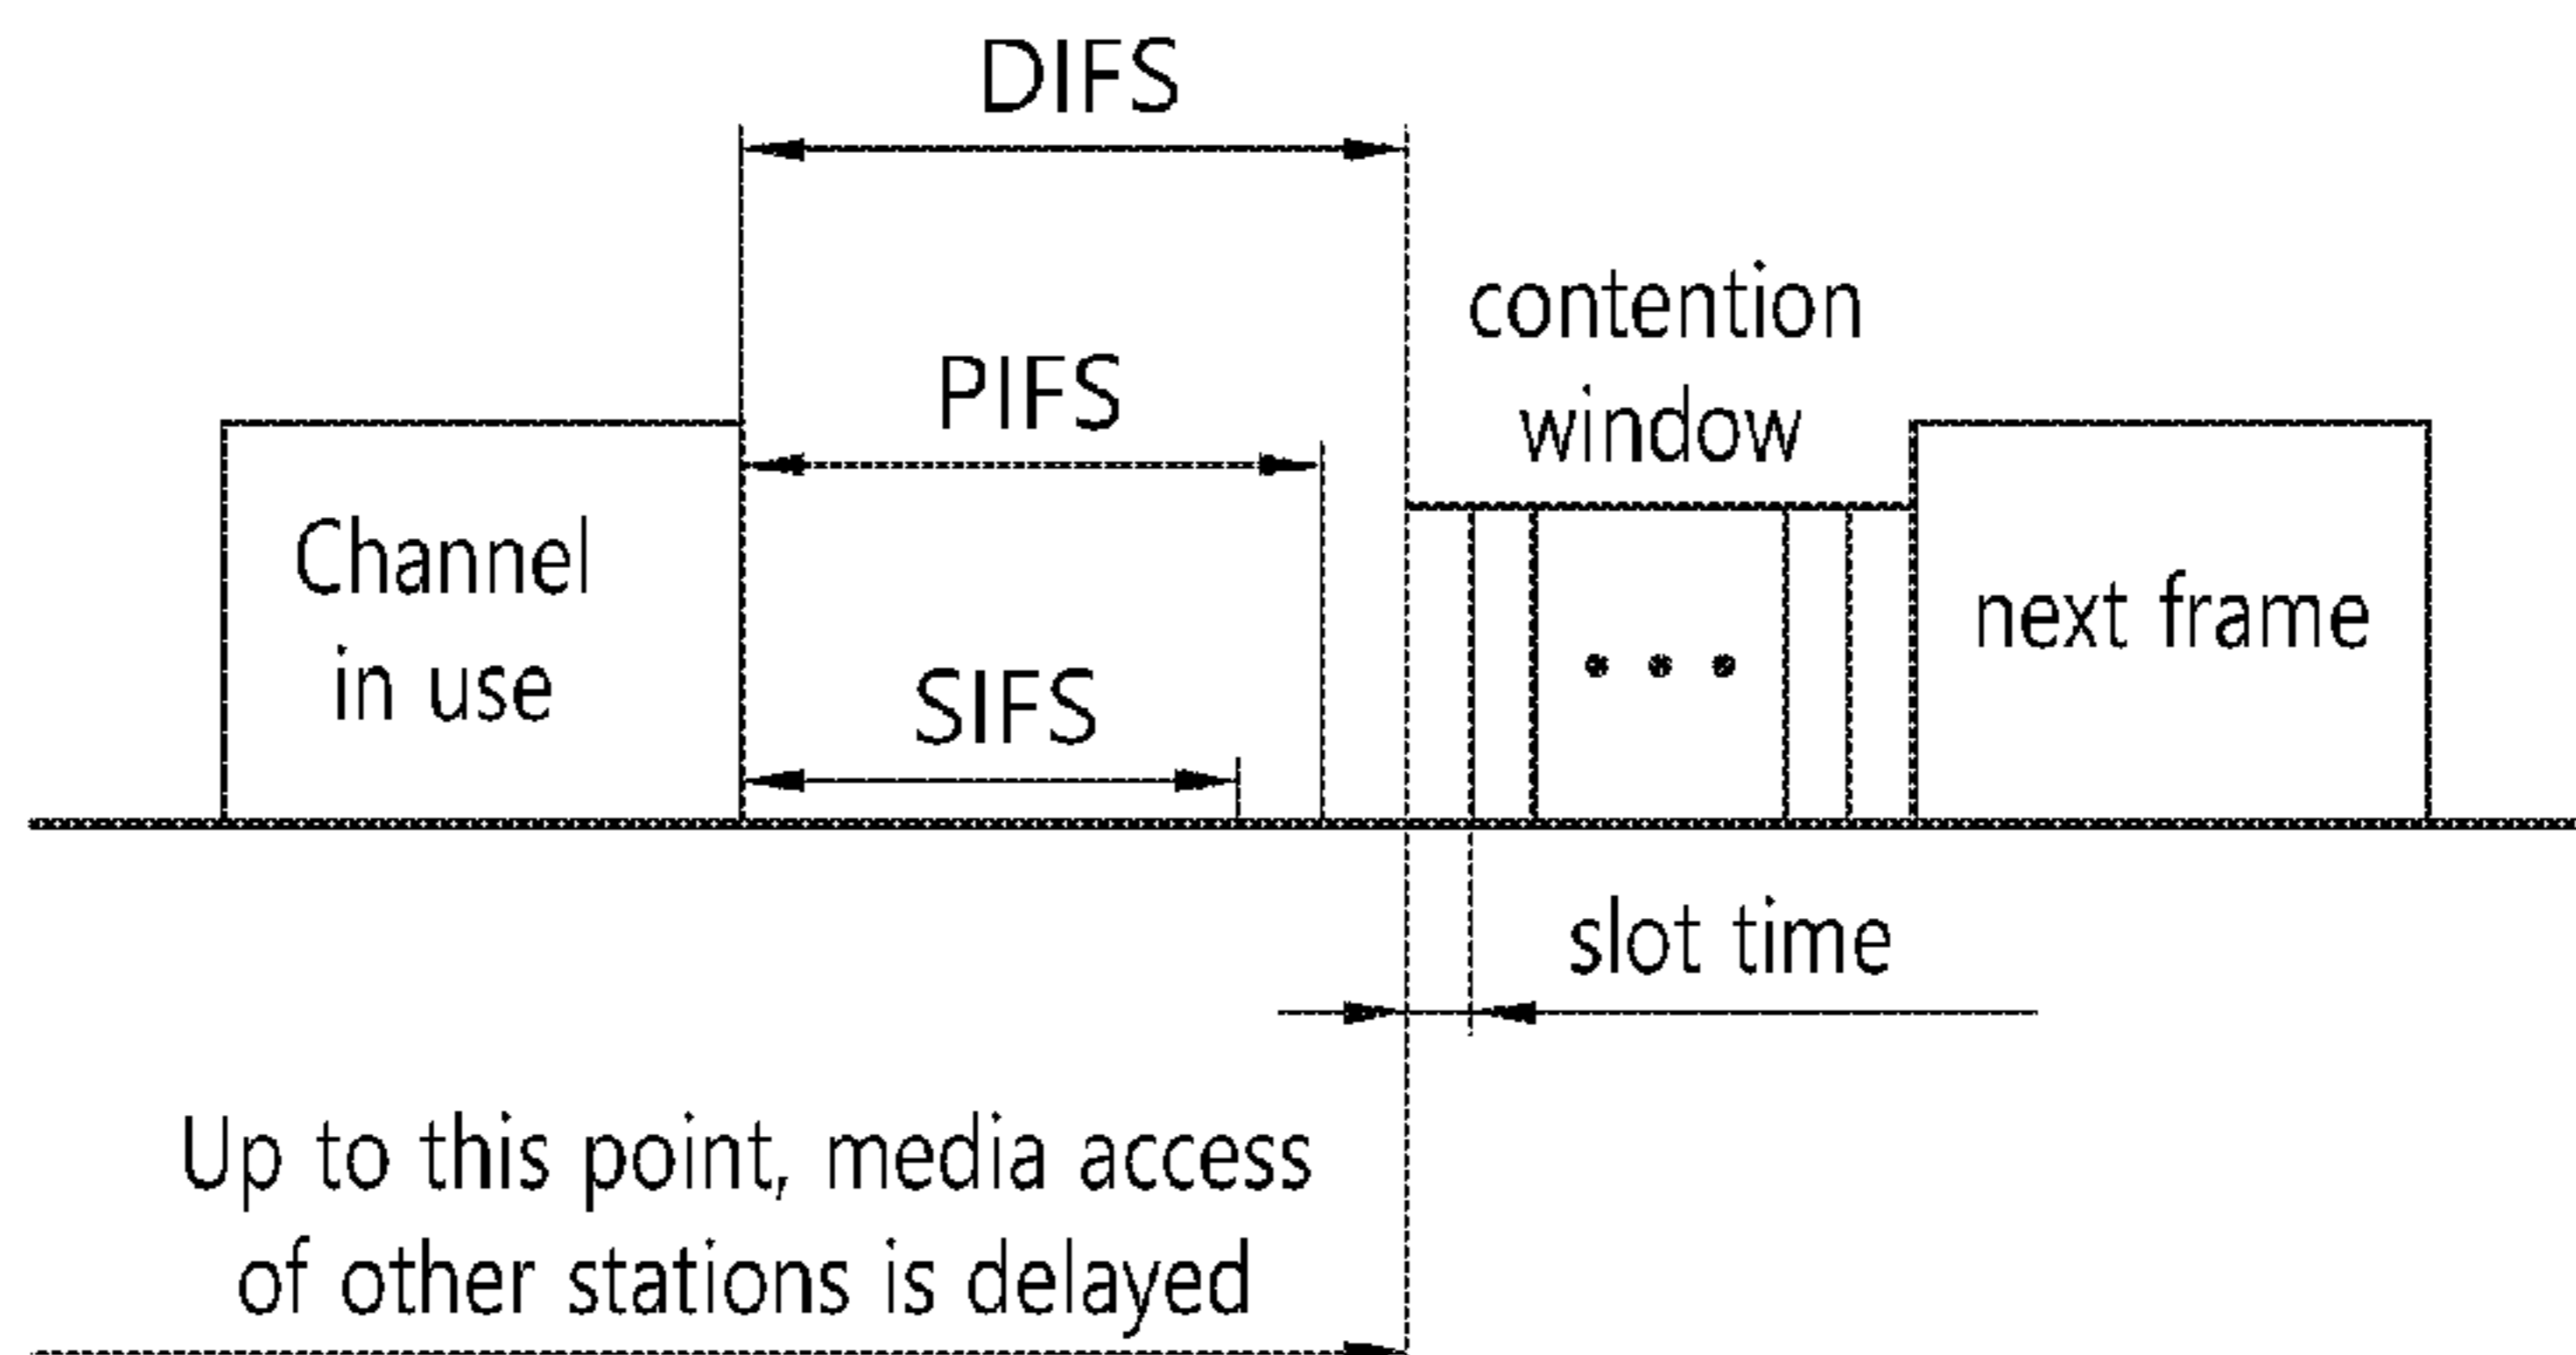 DIFS
contention
window
PIFS
Channel
in use
SIFS
• • •
next frame
slot time
Up to this point, media access
of other stations is delayed